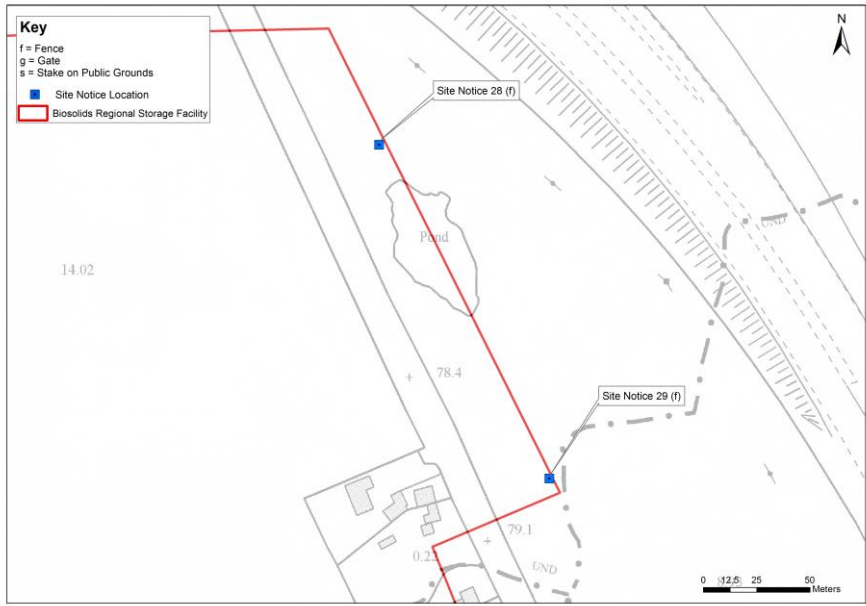 Key
f = Fence
g = Gate
s = Stake on Public Grounds
Site Notice Location
Biosolids Regional Storage Facility
N
Site Notice 28 (f)
UND
Pond
14.02
78.4
Site Notice 29 (f)
79.1
0.22
UND
0 12.5 25 50
Meters